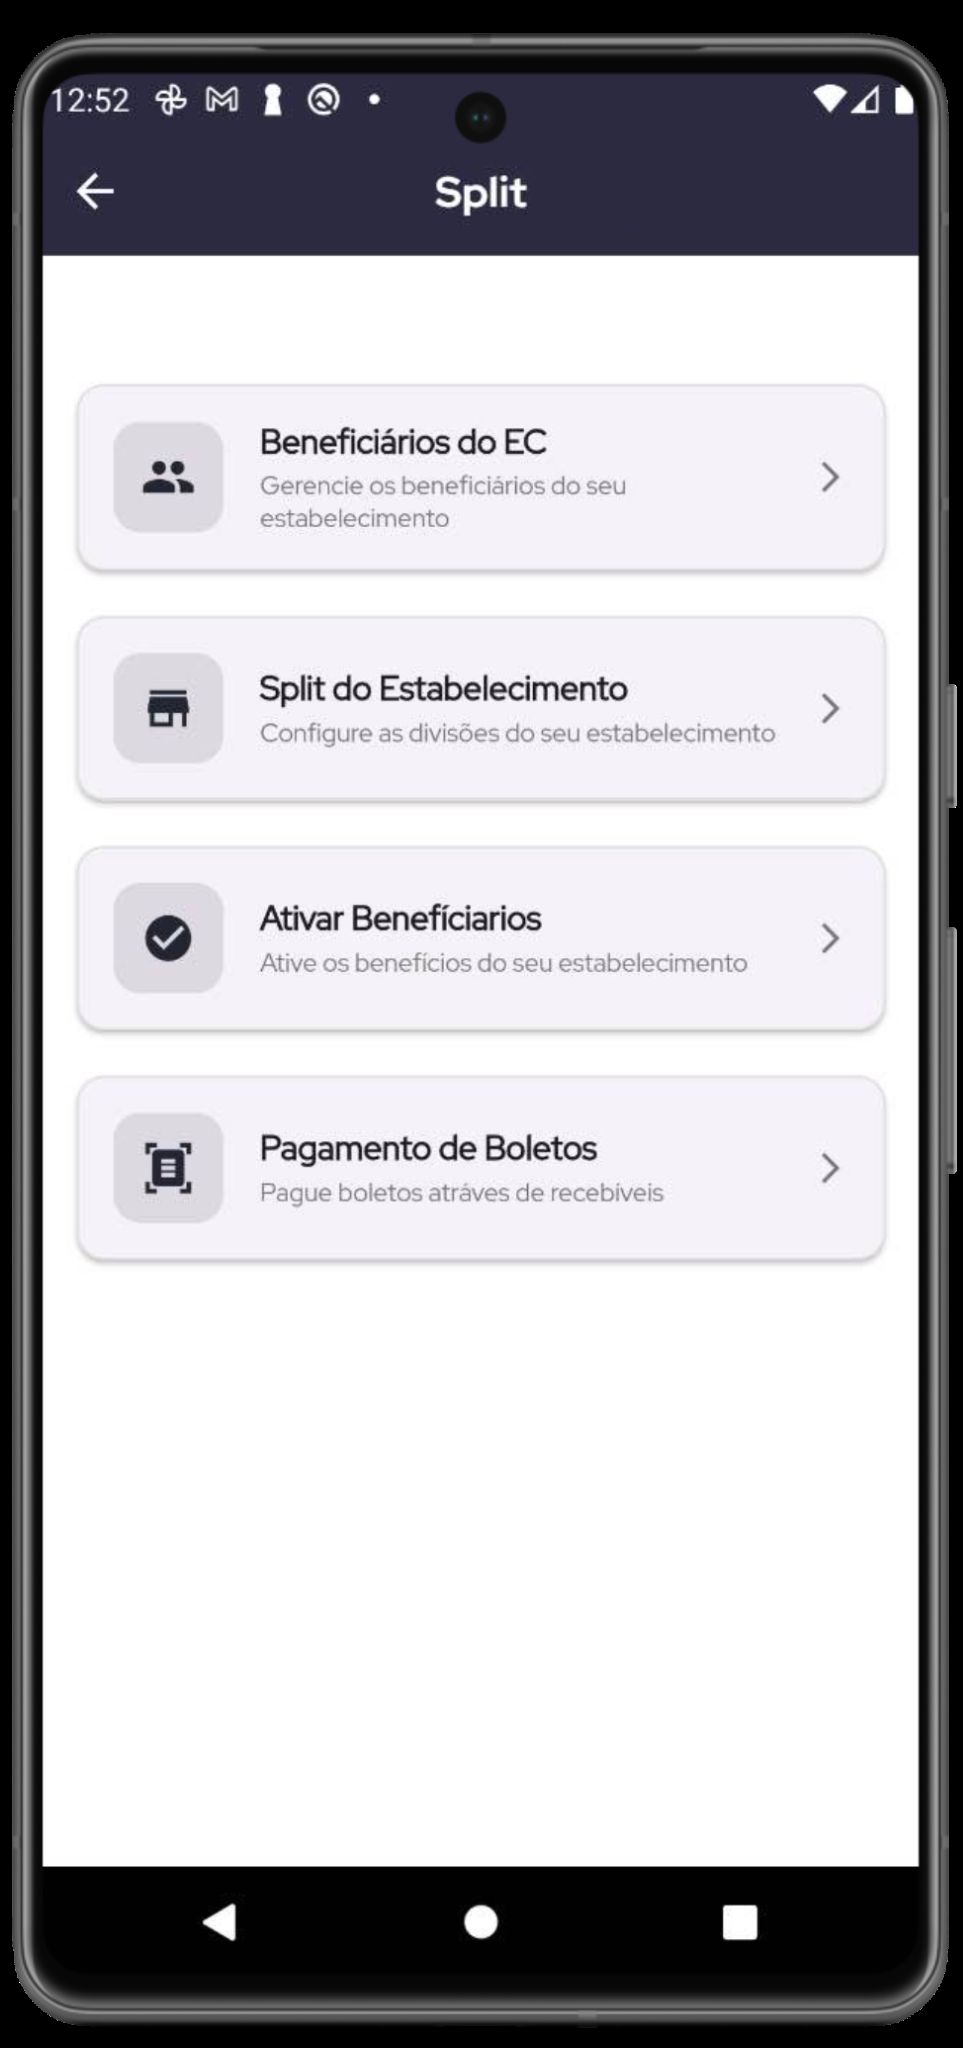 12:52
Split
Beneficiários do EC
Gerencie os beneficiários do seu
estabelecimento
Split do Estabelecimento
Configure as divisões do seu estabelecimento
Ativar Benefíciarios
Ative os benefícios do seu estabelecimento
Pagamento de Boletos
Pague boletos atráves de recebíveis